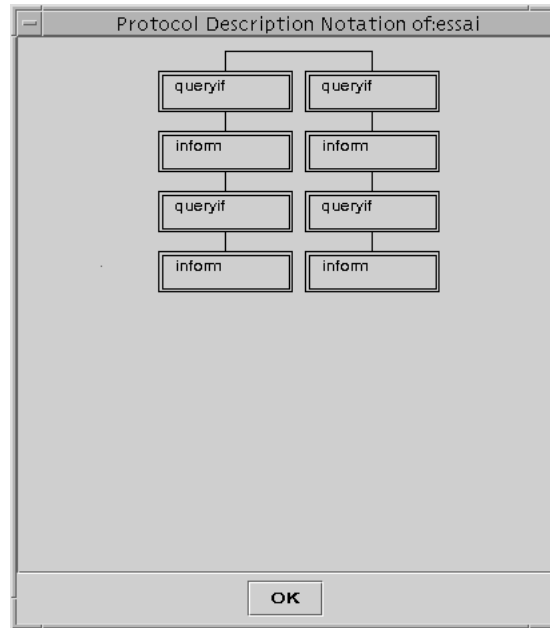 Protocol Description Notation of:essai
queryif queryif
inform inform
queryif queryif
inform inform
OK